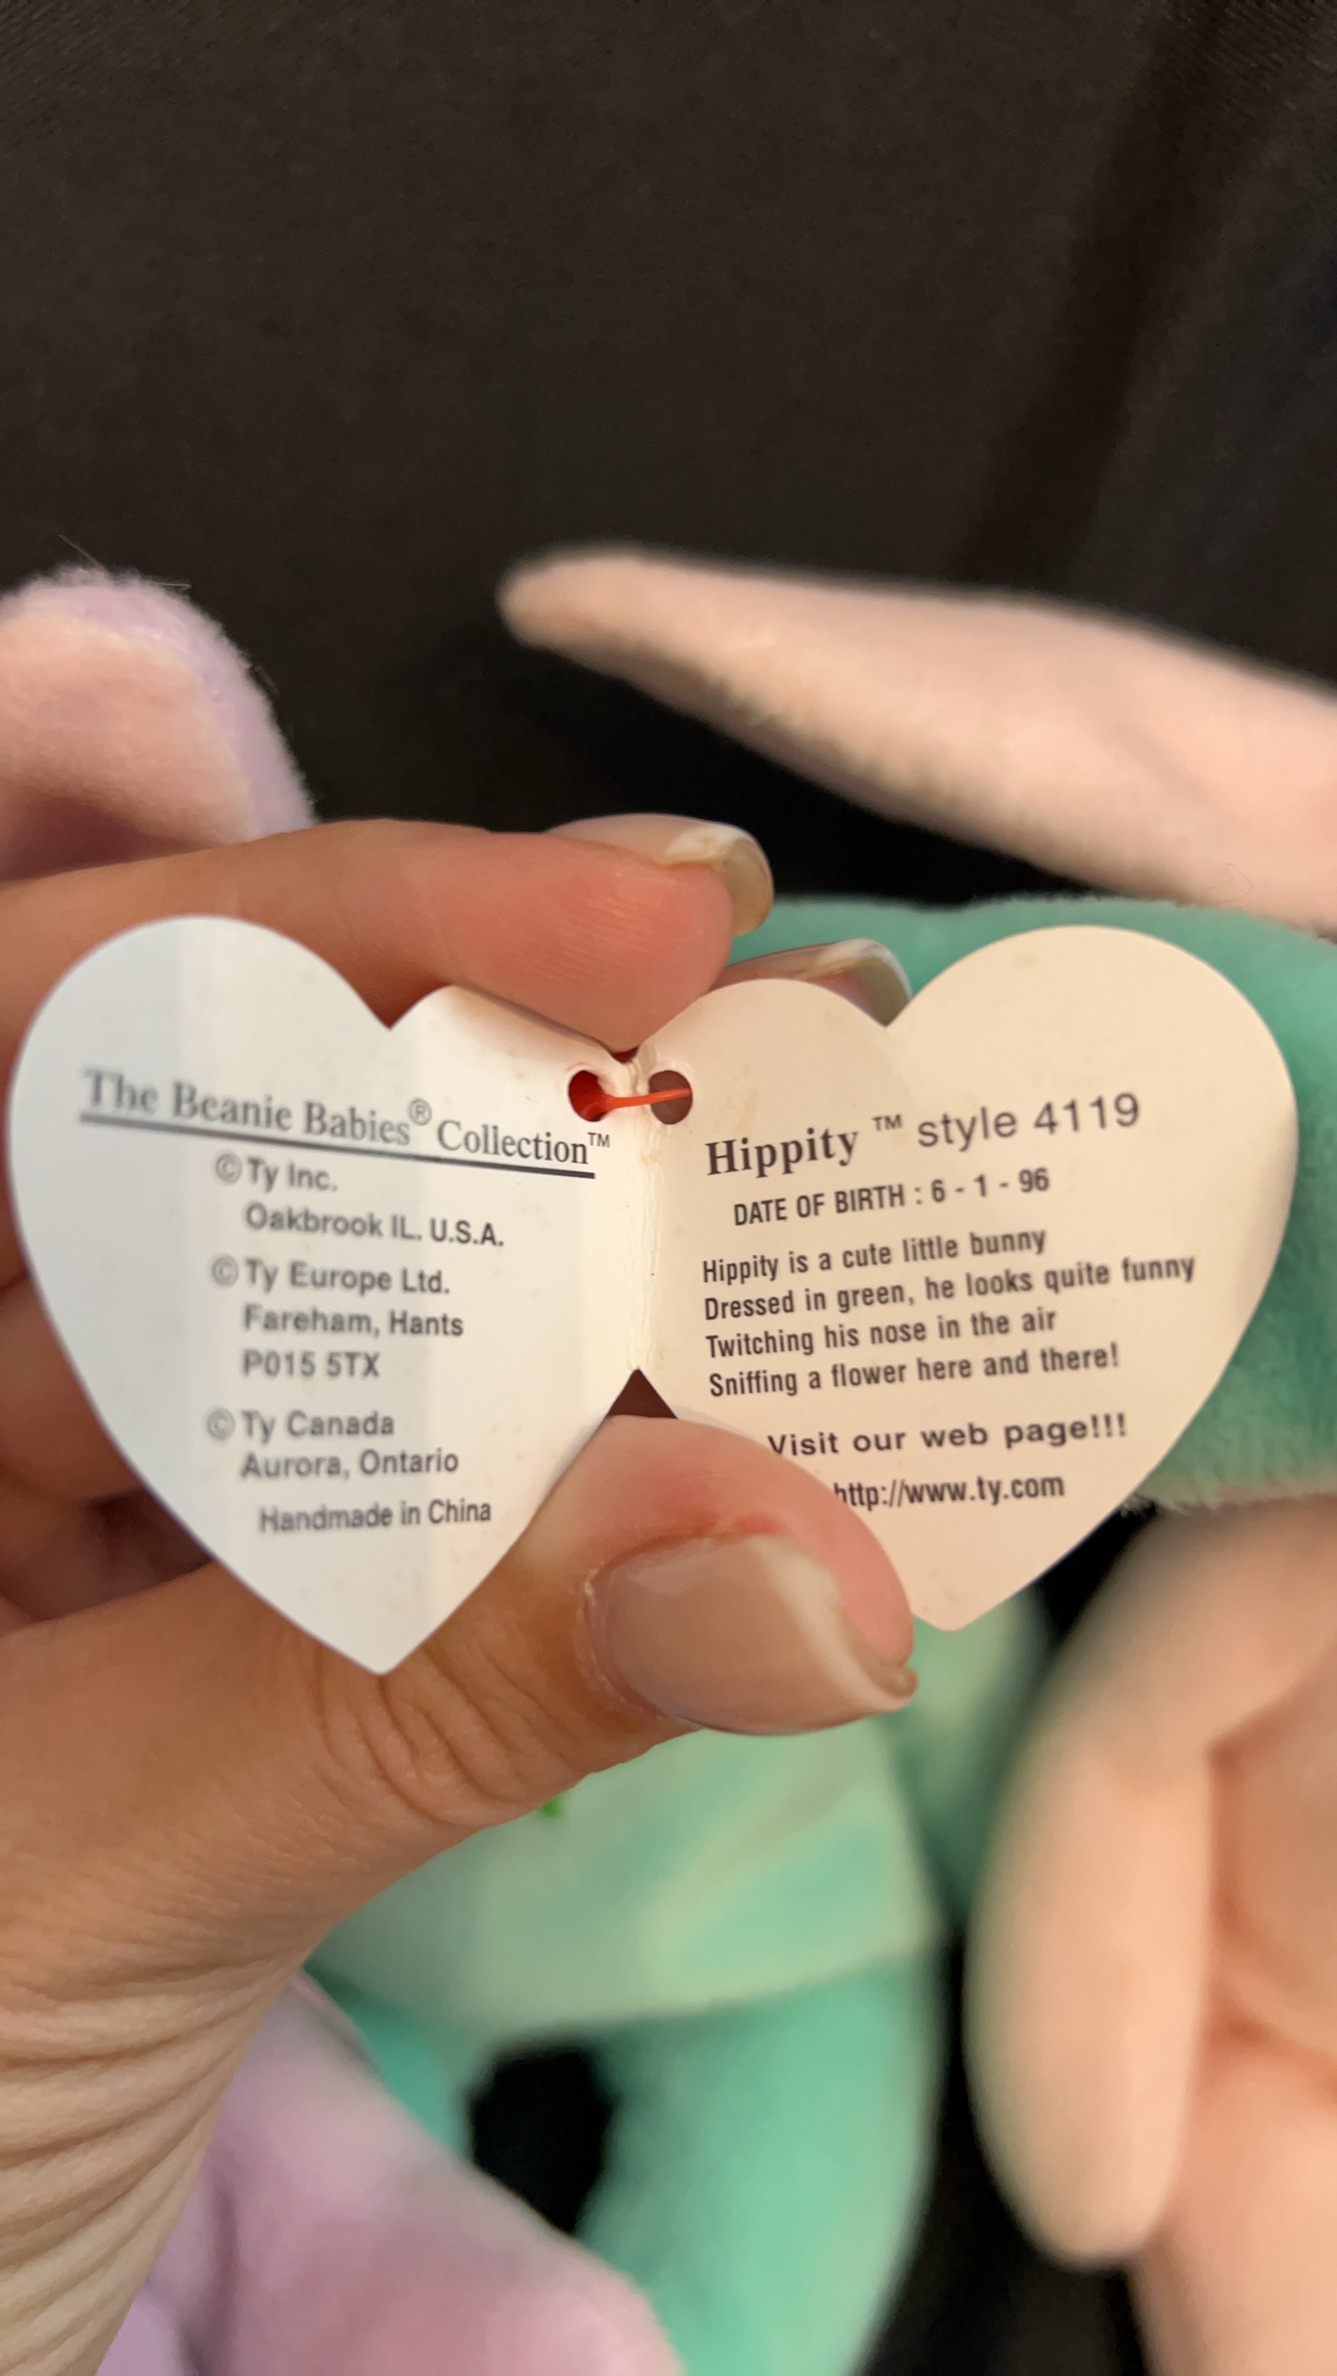 The Beanie Babies® Collection™
©Ty Inc.
Oakbrook IL. U.S.A.
©Ty Europe Ltd.
Fareham, Hants
P015 5TX
©Ty Canada
Aurora, Ontario
Handmade in China
Hippity ™ style 4119
DATE OF BIRTH : 6 - 1 - 96
Hippity is a cute little bunny
Dressed in green, he looks quite funny
Twitching his nose in the air
Sniffing a flower here and there!
Visit our web page!!!
http://www.ty.com